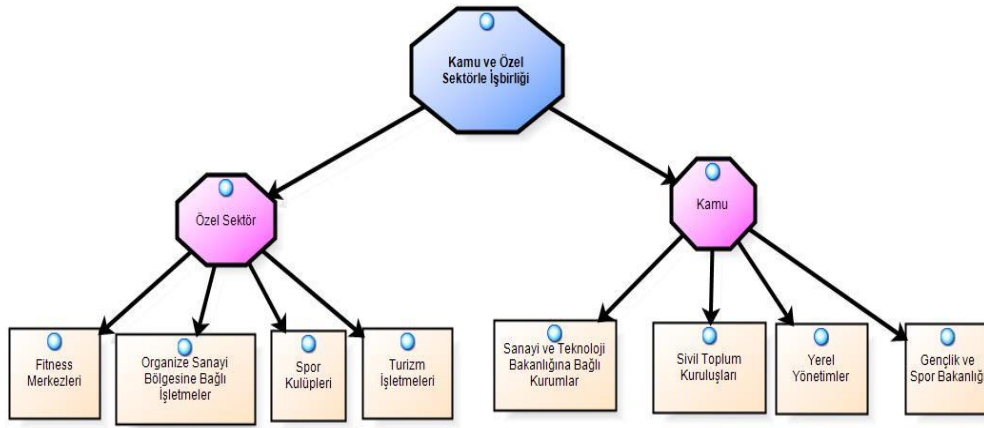 Kamu ve Özel
Sektörle İşbirliği
Özel Sektör
Kamu
Fitness
Merkezleri
Organize Sanayi
Bölgesine Bağlı
İşletmeler
Spor
Kulüpleri
Turizm
İşletmeleri
Sanayi ve Teknoloji
Bakanlığına Bağlı
Kurumlar
Sivil Toplum
Kuruluşları
Yerel
Yönetimler
Gençlik ve
Spor Bakanlığı